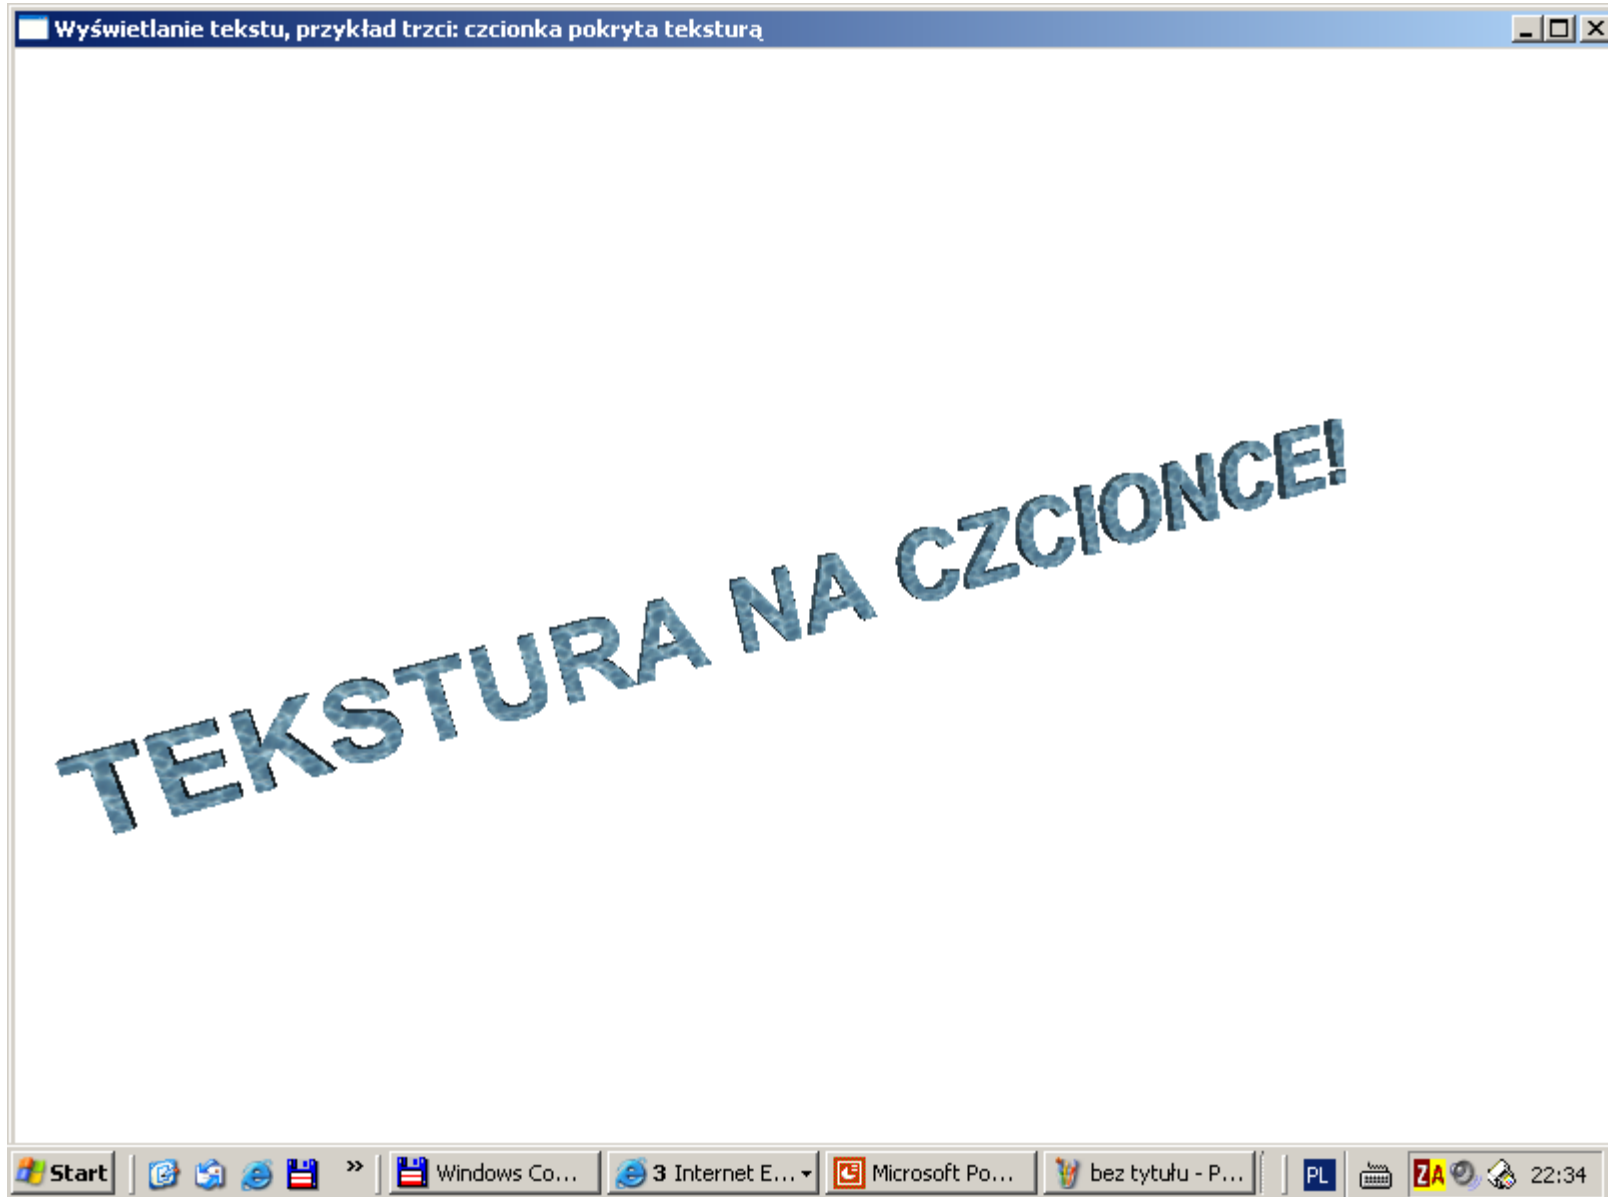 Wyświetlanie tekstu, przykład trzci: czcionka pokryta teksturą
TEKSTURA NA CZCIONCE!
Start » Windows Co... 3 Internet E... Microsoft Po... bez tytułu - P... PL ZA 22:34